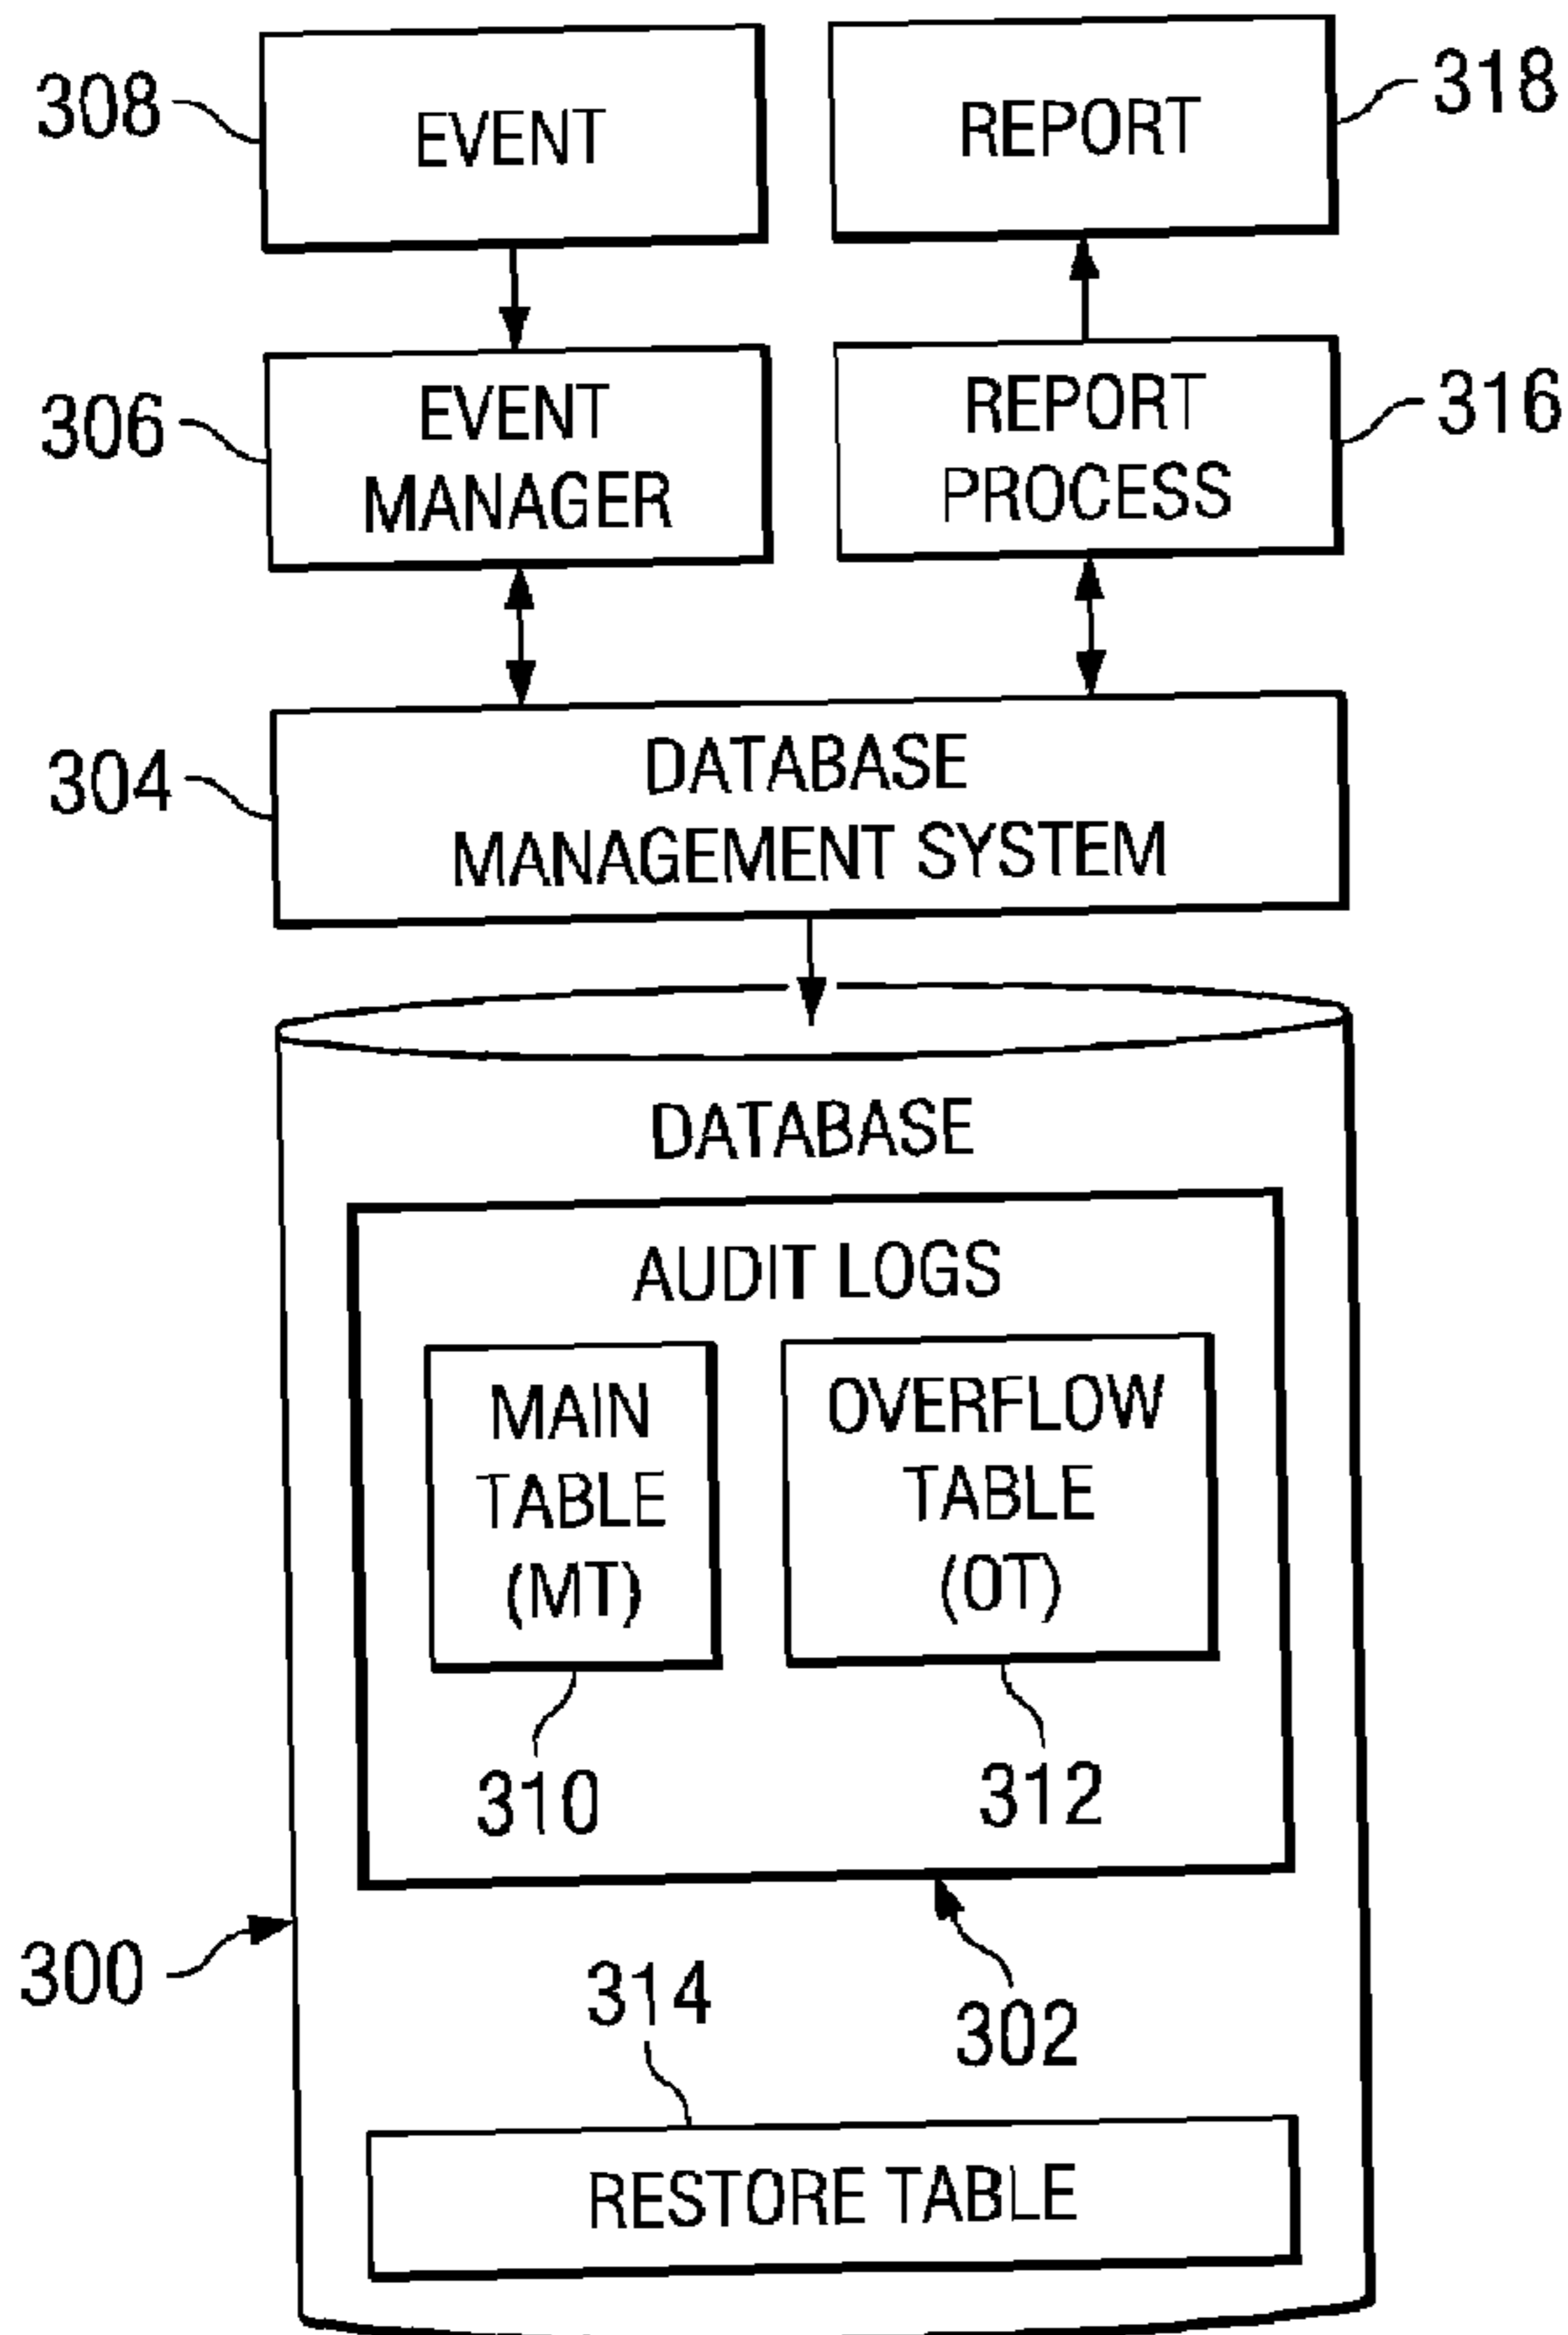 308
EVENT
REPORT
318
306
EVENT
MANAGER
REPORT
PROCESS
316
304
DATABASE
MANAGEMENT SYSTEM
DATABASE
AUDIT LOGS
MAIN
TABLE
(MT)
OVERFLOW
TABLE
(OT)
310
312
300
314
302
RESTORE TABLE